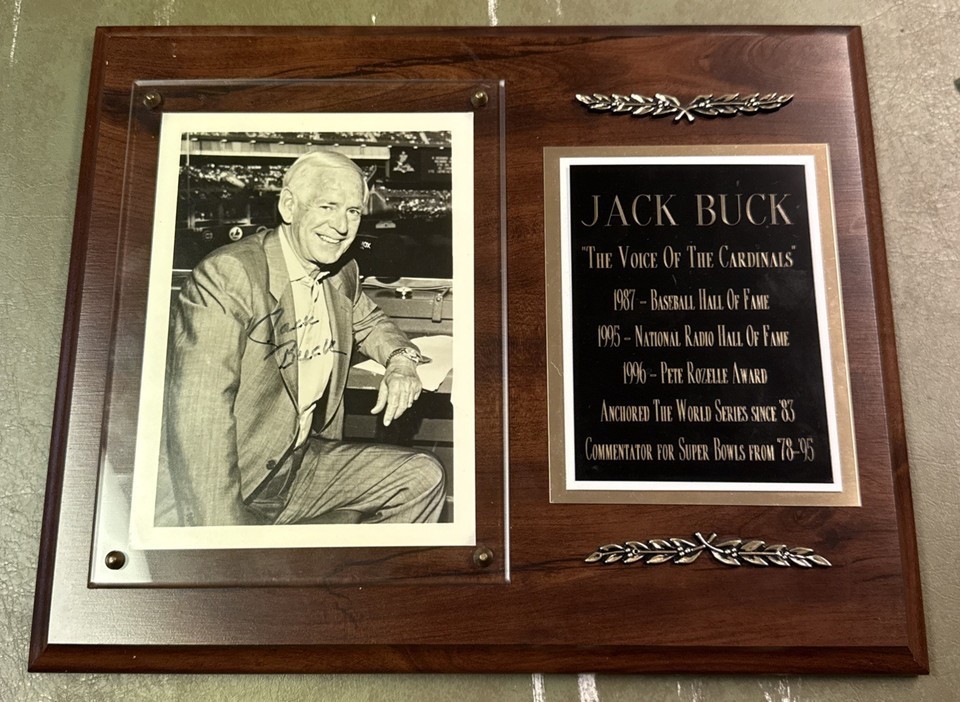 Jack
Buck
JACK BUCK
"THE VOICE OF THE CARDINALS"
1987 – BASEBALL HALL OF FAME
1995 – NATIONAL RADIO HALL OF FAME
1996 – PETE ROZELLE AWARD
ANCHORED THE WORLD SERIES SINCE '83
COMMENTATOR FOR SUPER BOWLS FROM '78–'95